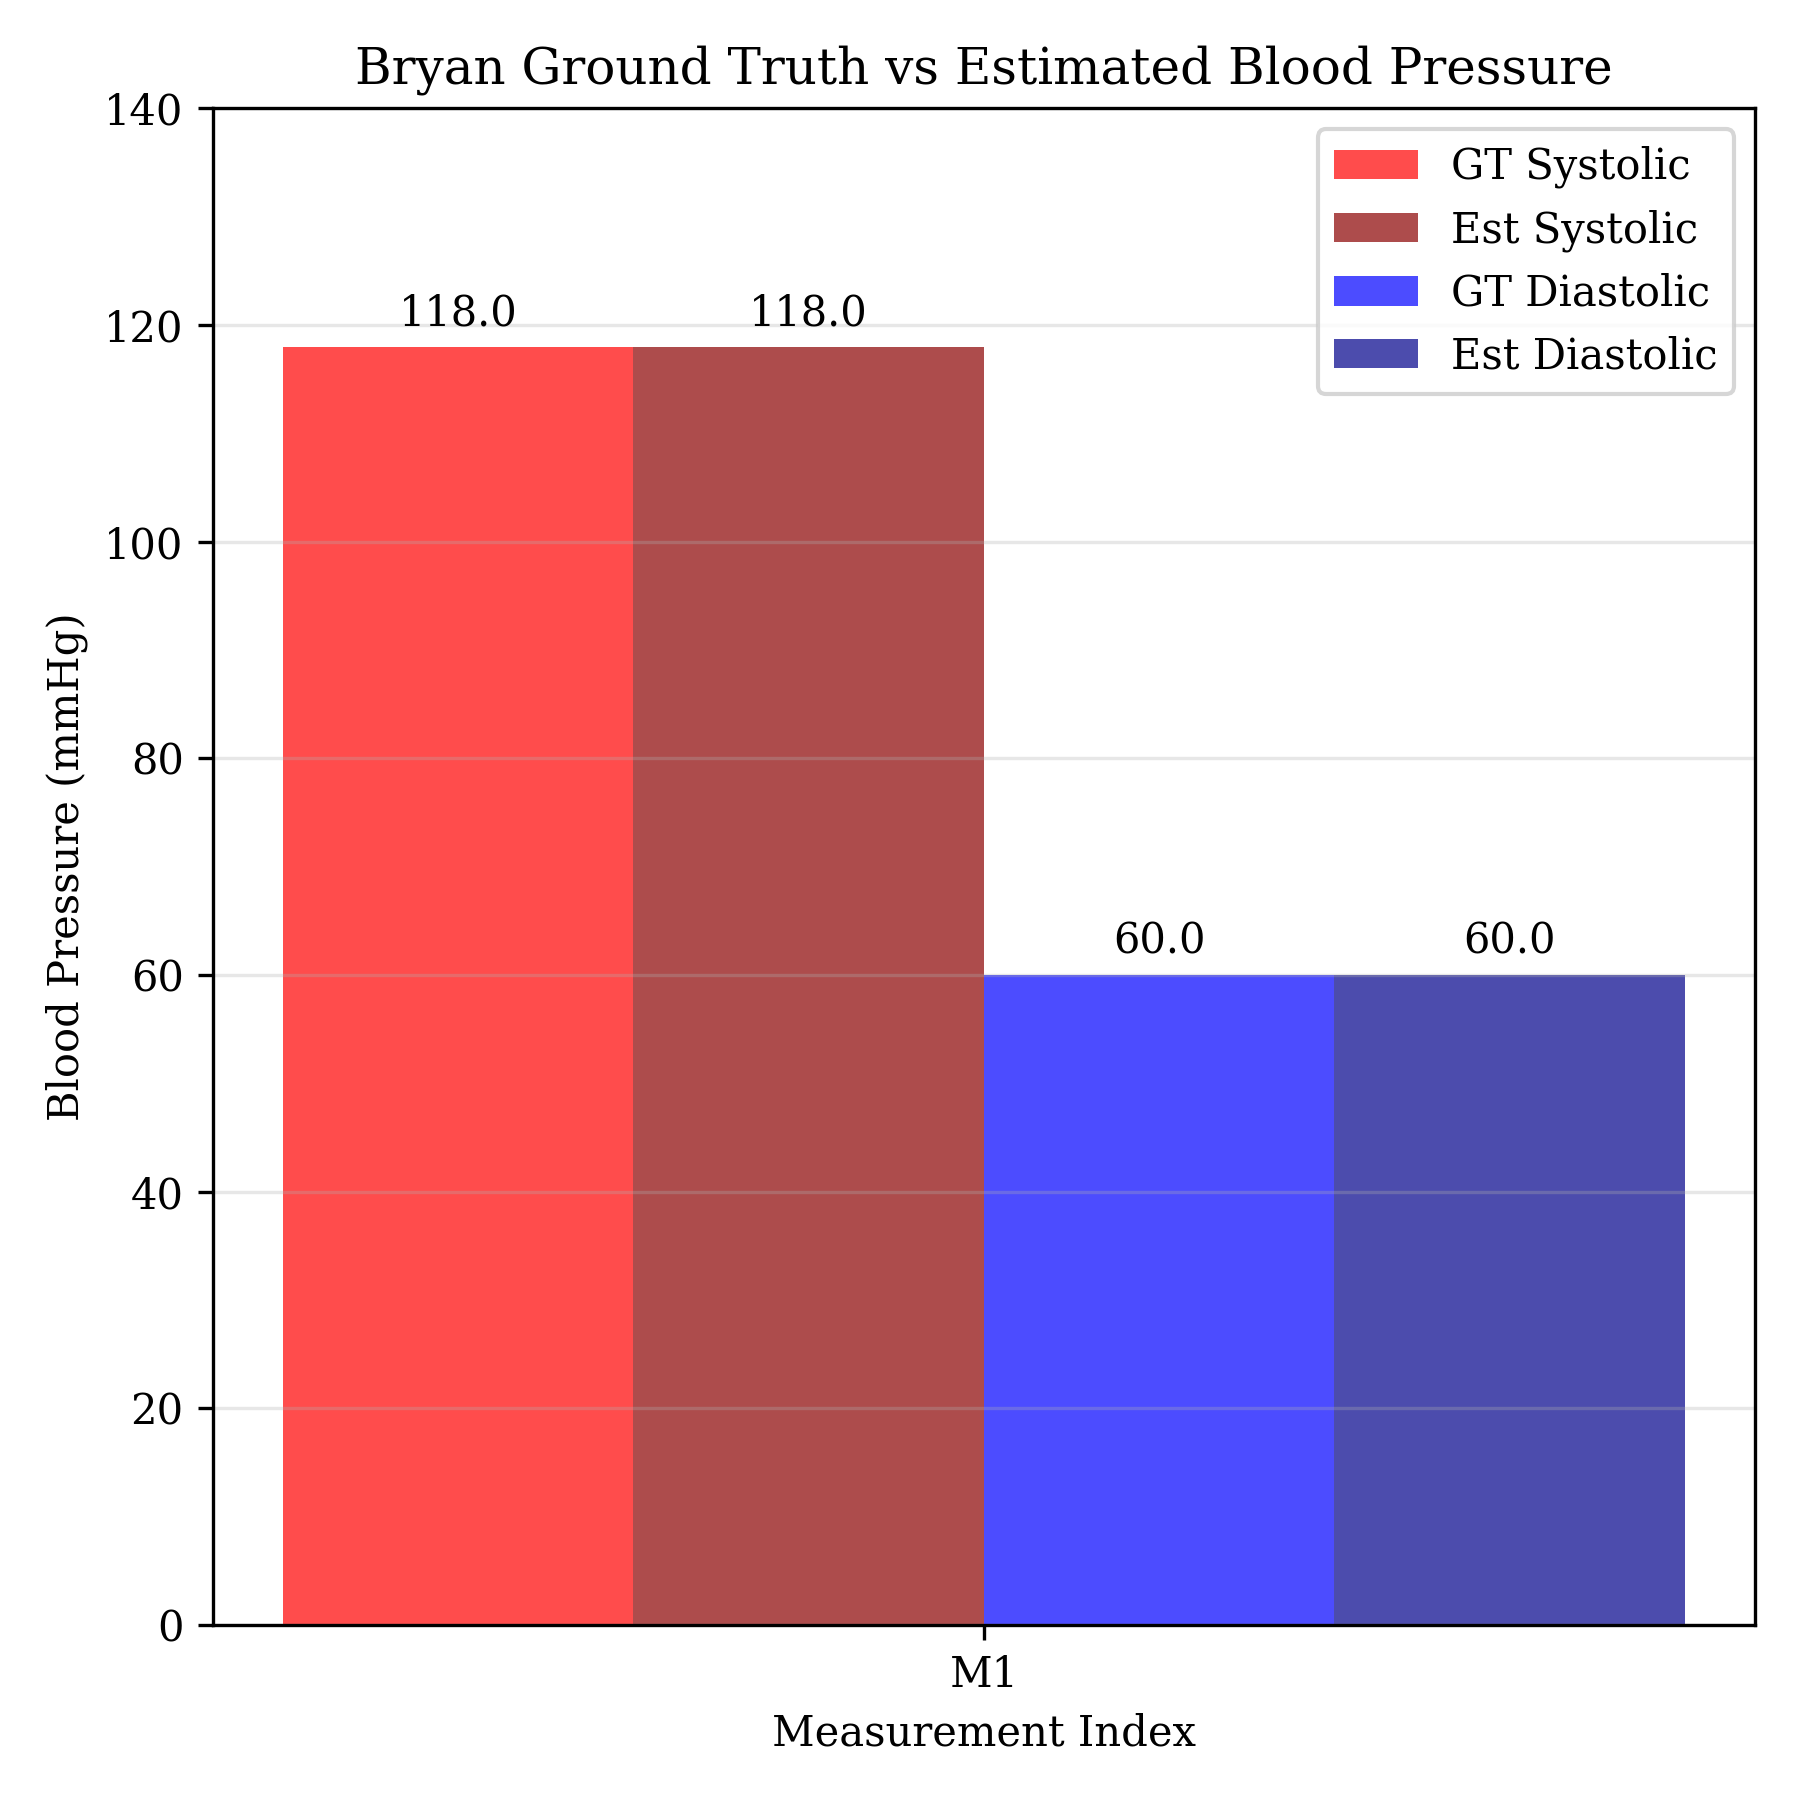 Bryan Ground Truth vs Estimated Blood Pressure
140
120
100
80
60
40
20
0
Blood Pressure (mmHg)
GT Systolic
Est Systolic
GT Diastolic
Est Diastolic
118.0 118.0
60.0 60.0
M1
Measurement Index